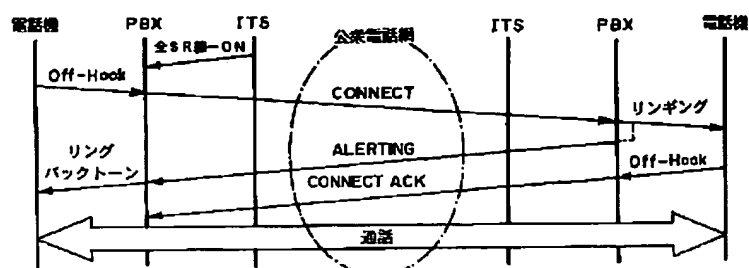 電話機 PBX ITS 公衆電話網 ITS PBX 電話機
全SR線-ON
Off-Hook
CONNECT
リンギング
ALERTING
リング
バックトーン
Off-Hook
CONNECT ACK
通話